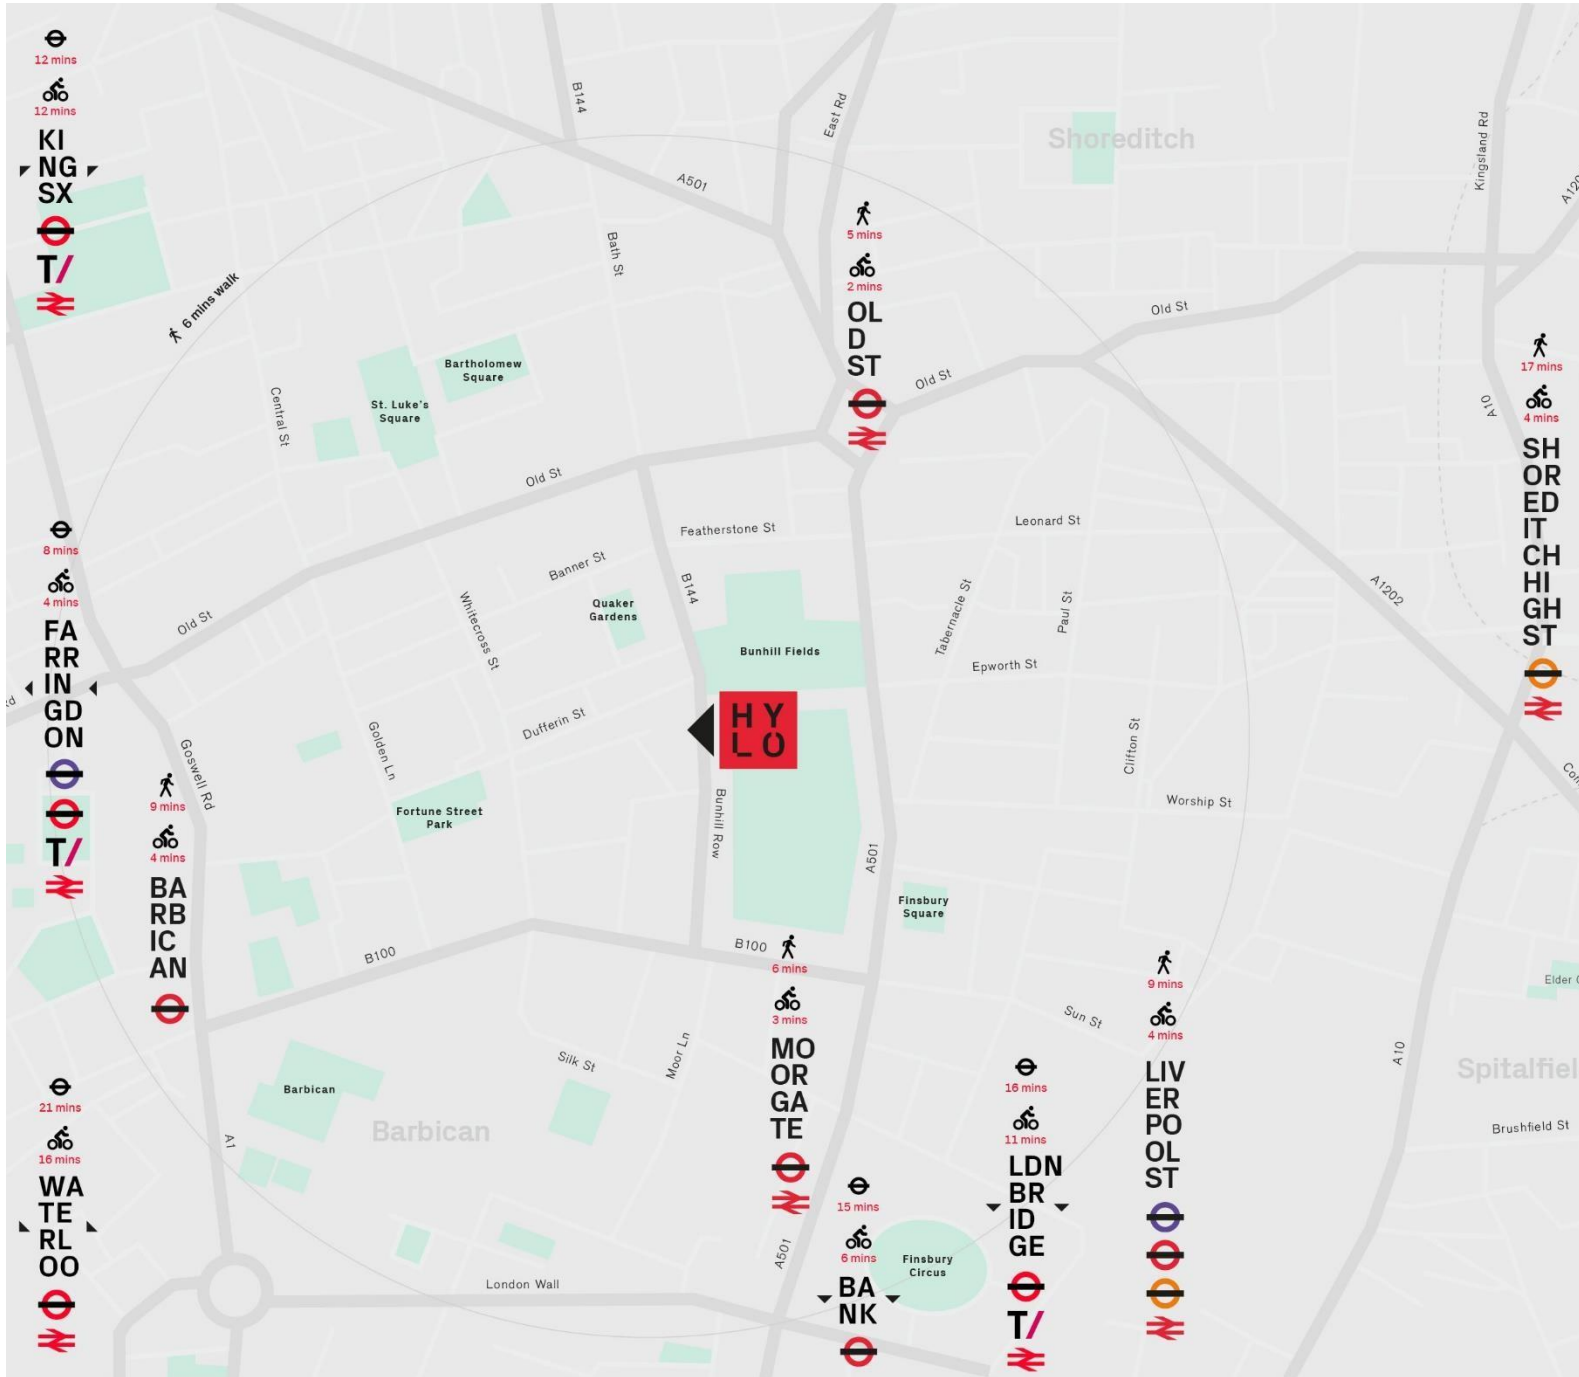 12 mins
12 mins
KI
NG
SX
T/
6 mins walk
B144
East Rd
Shoreditch
Kingsland Rd
A501
Bath St
5 mins
2 mins
OL
D
ST
Old St
Old St
17 mins
4 mins
A10
SH
OR
ED
IT
CH
HI
GH
ST
Bartholomew
Square
St. Luke's
Square
Central St
Old St
8 mins
4 mins
FA
RR
IN
GD
ON
T/
Old St
Featherstone St
Leonard St
Banner St
B144
Quaker
Gardens
Whitecross St
Bunhill Fields
Tabernacle St
Paul St
Epworth St
A1202
HY
LO
Dufferin St
Golden Ln
Goswell Rd
Clifton St
Worship St
9 mins
4 mins
BA
RB
IC
AN
Fortune Street
Park
Bunhill Row
A501
Finsbury
Square
B100
B100
6 mins
3 mins
MO
OR
GA
TE
9 mins
4 mins
LIV
ER
PO
OL
ST
Sun St
Silk St
Moor Ln
Barbican
Barbican
A1
21 mins
16 mins
WA
TE
RL
OO
16 mins
11 mins
LDN
BR
ID
GE
T/
15 mins
6 mins
BA
NK
Finsbury
Circus
A501
London Wall
A10
Spitalfiel
Brushfield St
Elder